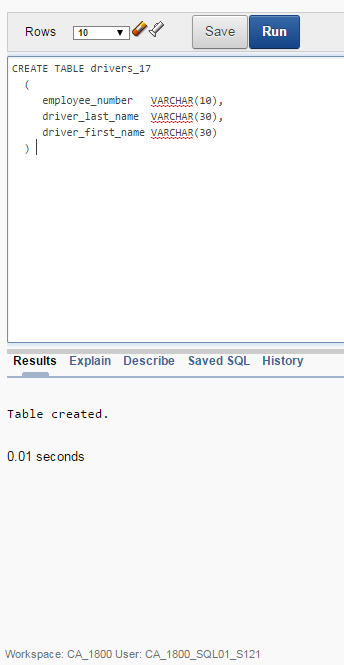 Rows 10 Save Run
CREATE TABLE drivers_17
(
employee_number VARCHAR(10),
driver_last_name VARCHAR(30),
driver_first_name VARCHAR(30)
)
Results Explain Describe Saved SQL History
Table created.
0.01 seconds
Workspace: CA_1800 User: CA_1800_SQL01_S121